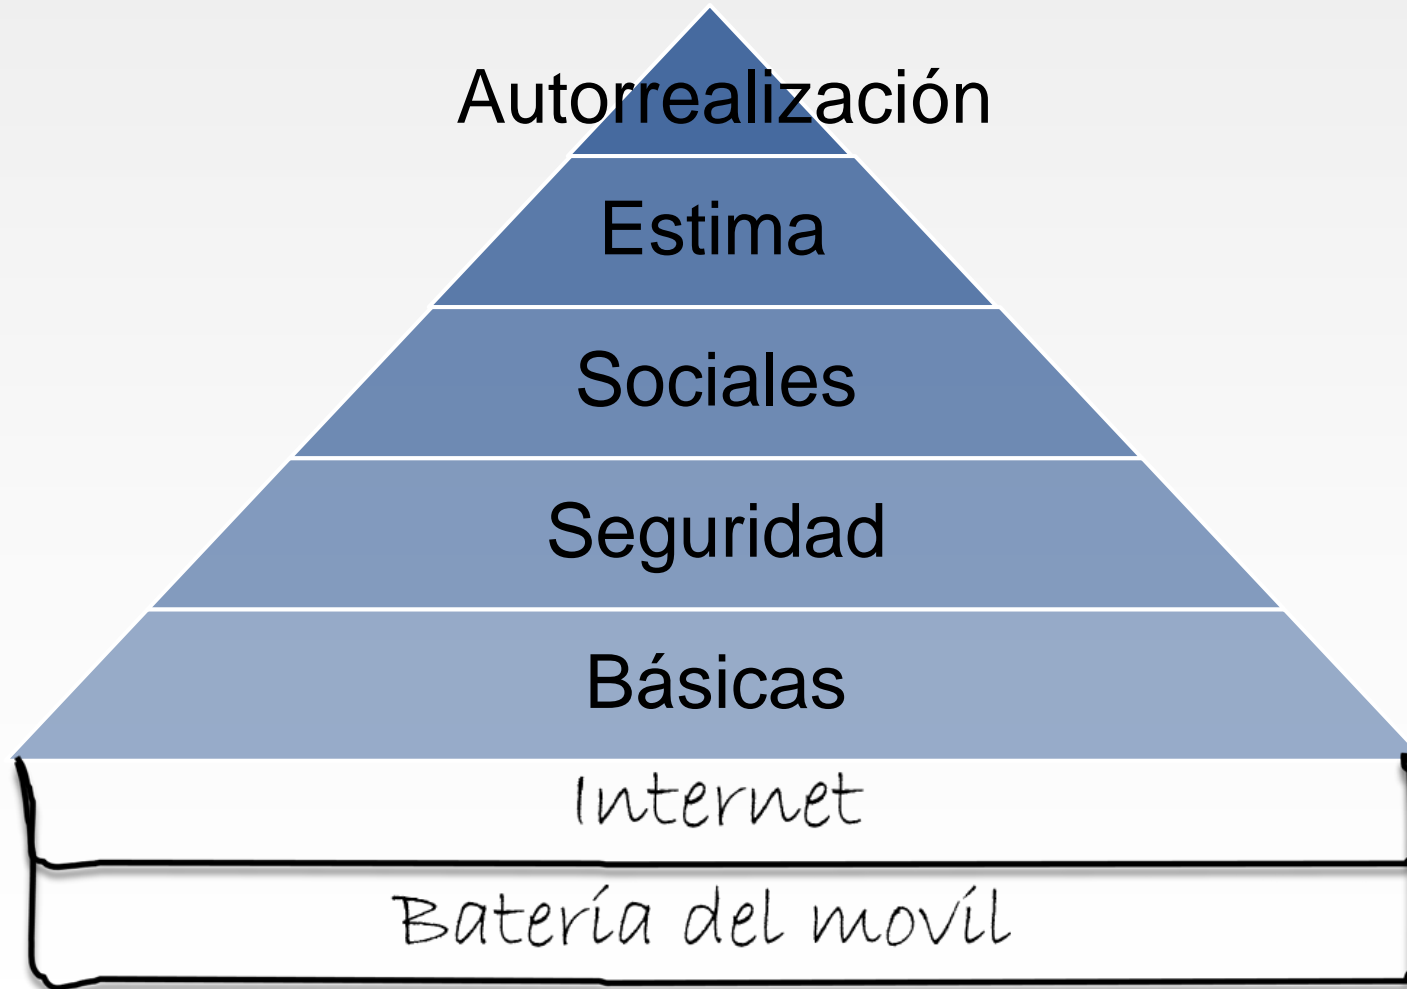 Autorrealización
Estima
Sociales
Seguridad
Básicas
Internet
Batería del movil